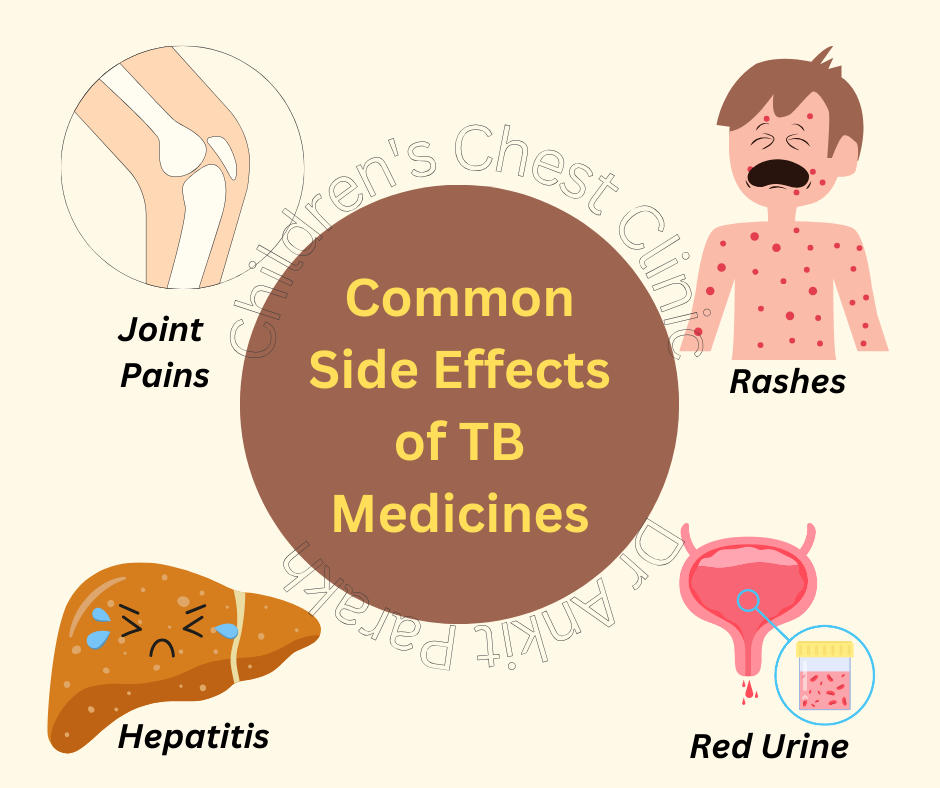 Children's Chest Clinic
Joint
Pains
Rashes
Common
Side Effects
of TB
Medicines
Dr Ankit Parakh
Hepatitis
Red Urine